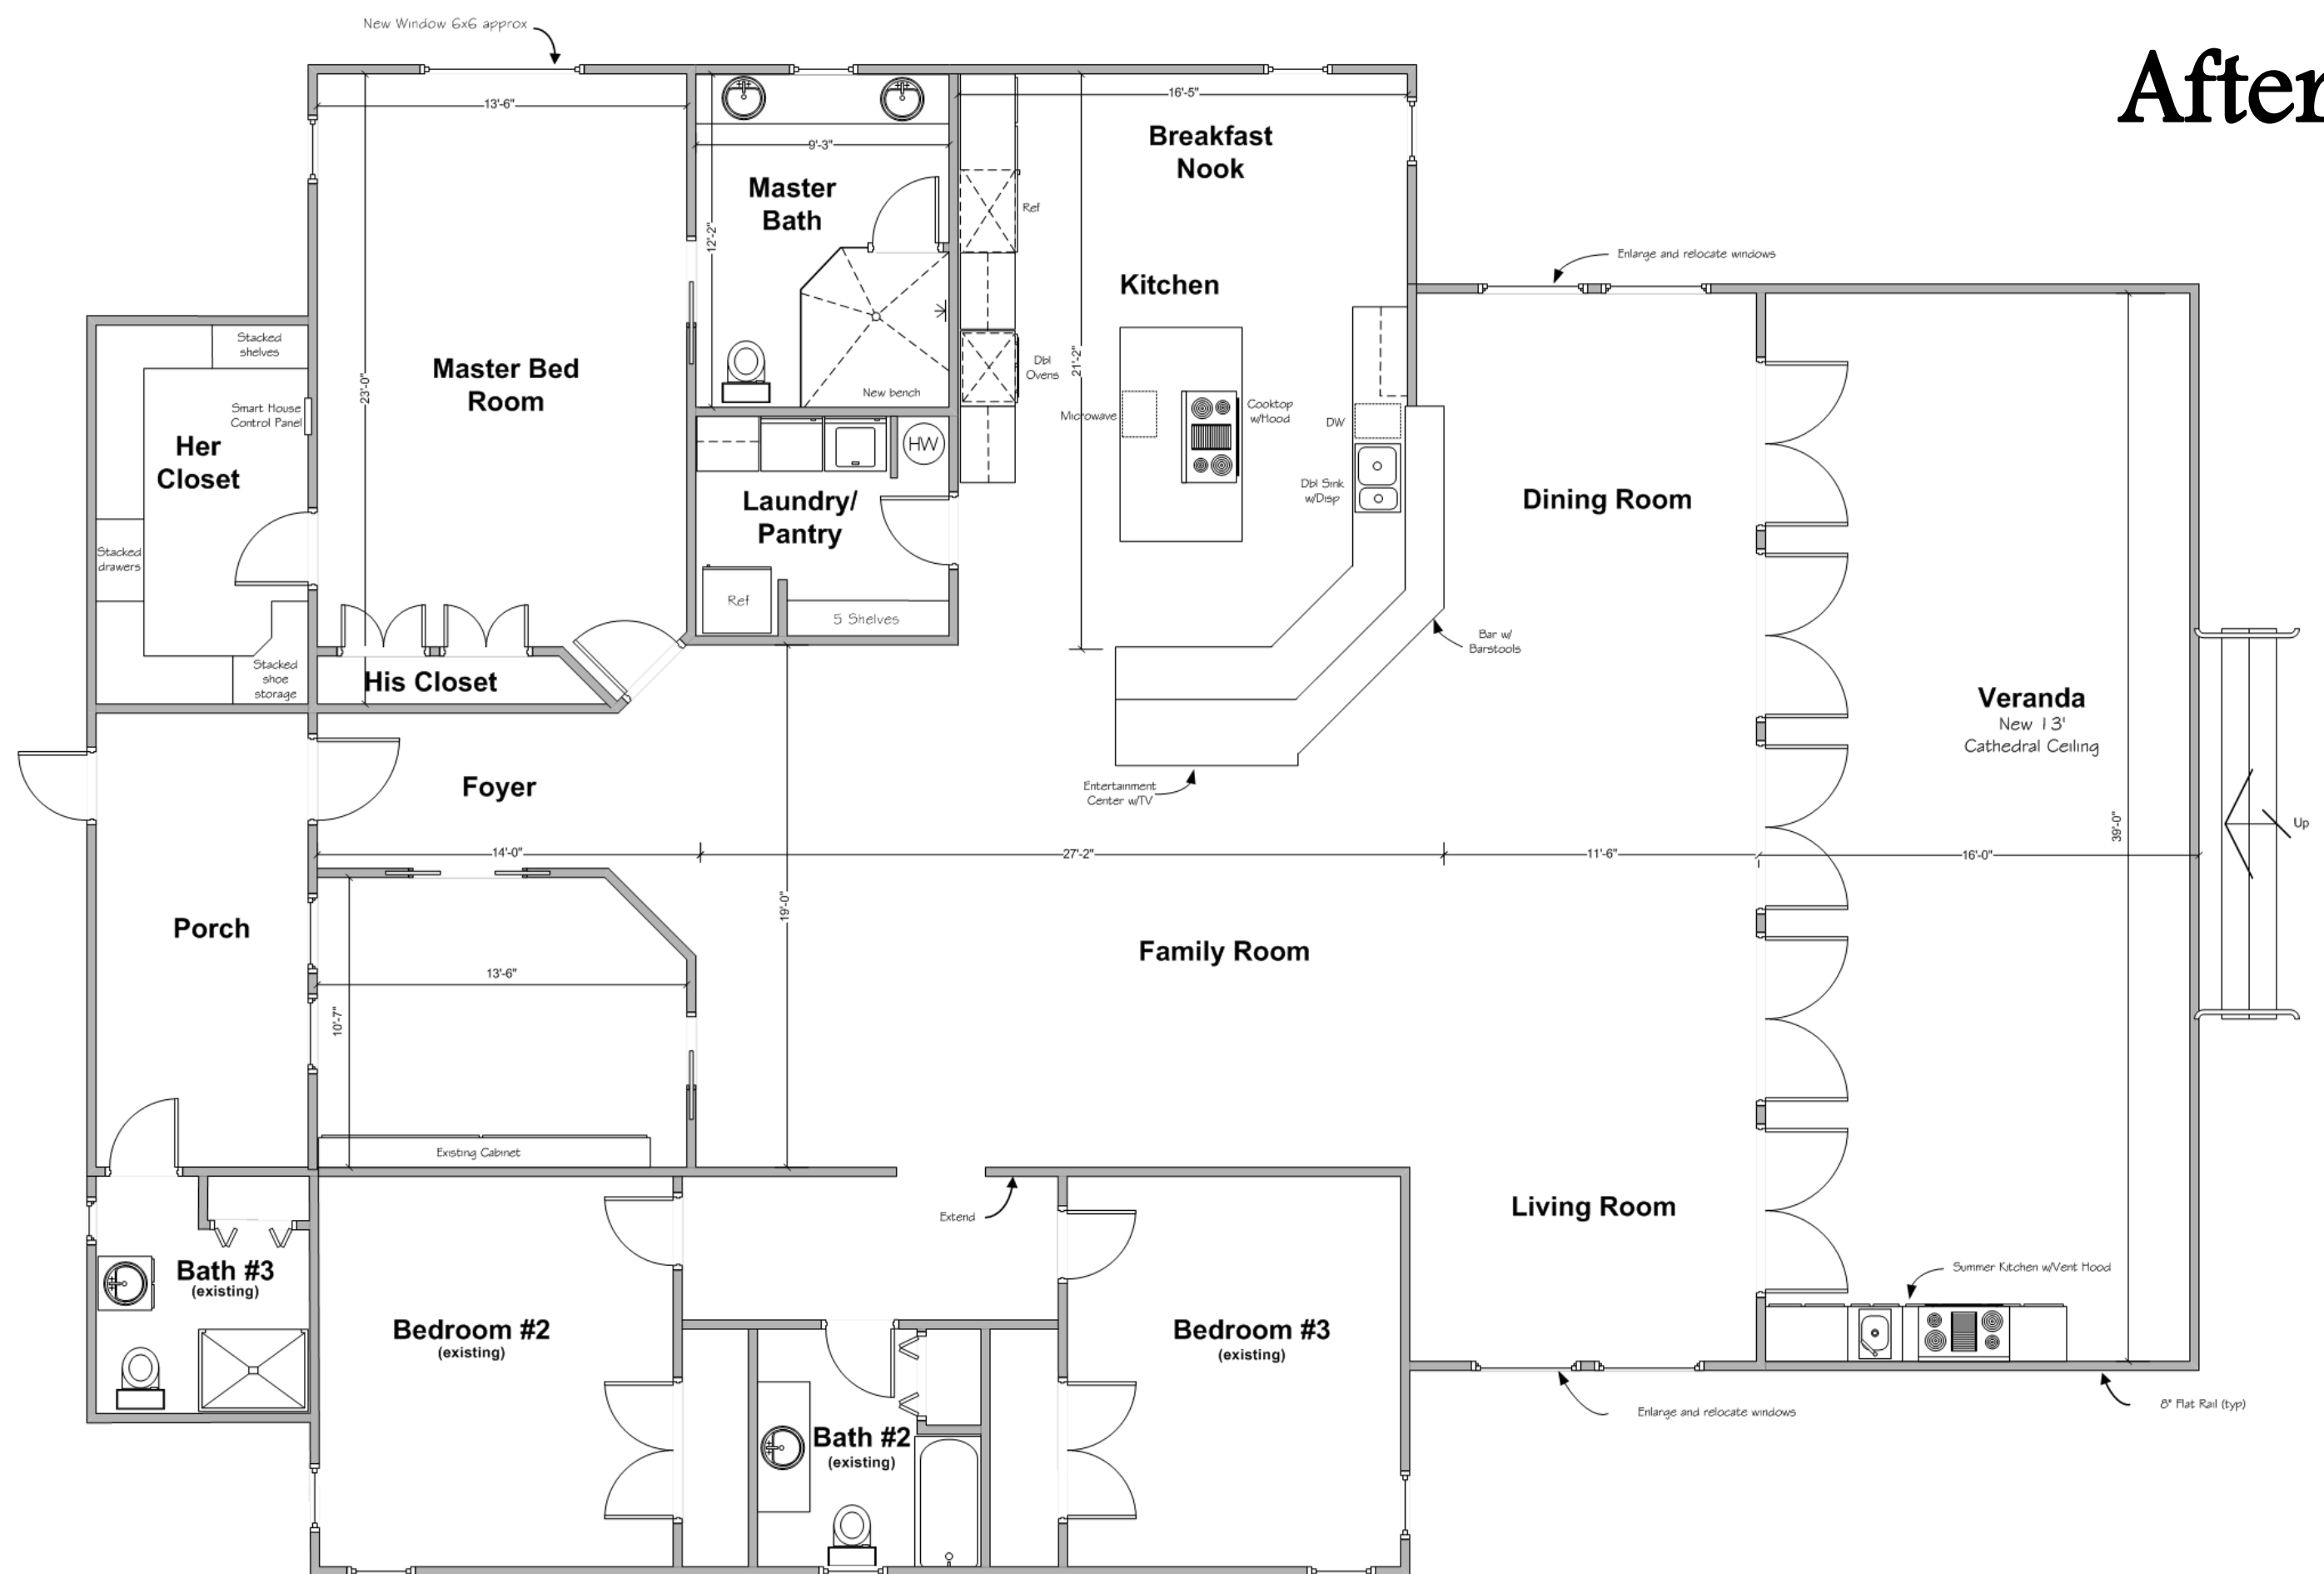 New Window 6x6 approx
After
13'-6"
16'-5"
Breakfast
Nook
9'-3"
Master
Bath
12'-2"
Ref
Enlarge and relocate windows
Kitchen
Stacked
shelves
Master Bed
Room
23'-0"
21'-2"
Dbl
Ovens
New bench
Smart House
Control Panel
Microwave
Cooktop
w/Hood
DW
Her
Closet
HW
Laundry/
Pantry
Dbl Sink
w/Disp
Dining Room
Stacked
drawers
Ref
5 Shelves
Bar w/
Barstools
Stacked
shoe
storage
His Closet
Veranda
New 13'
Cathedral Ceiling
Foyer
Entertainment
Center w/TV
Up
39'-0"
14'-0"
27'-2"
11'-6"
16'-0"
19'-0"
Porch
Family Room
13'-6"
10'-7"
Existing Cabinet
Extend
Living Room
Bath #3
(existing)
Summer Kitchen w/Vent Hood
Bedroom #2
(existing)
Bedroom #3
(existing)
Enlarge and relocate windows
8" Flat Rail (typ)
Bath #2
(existing)